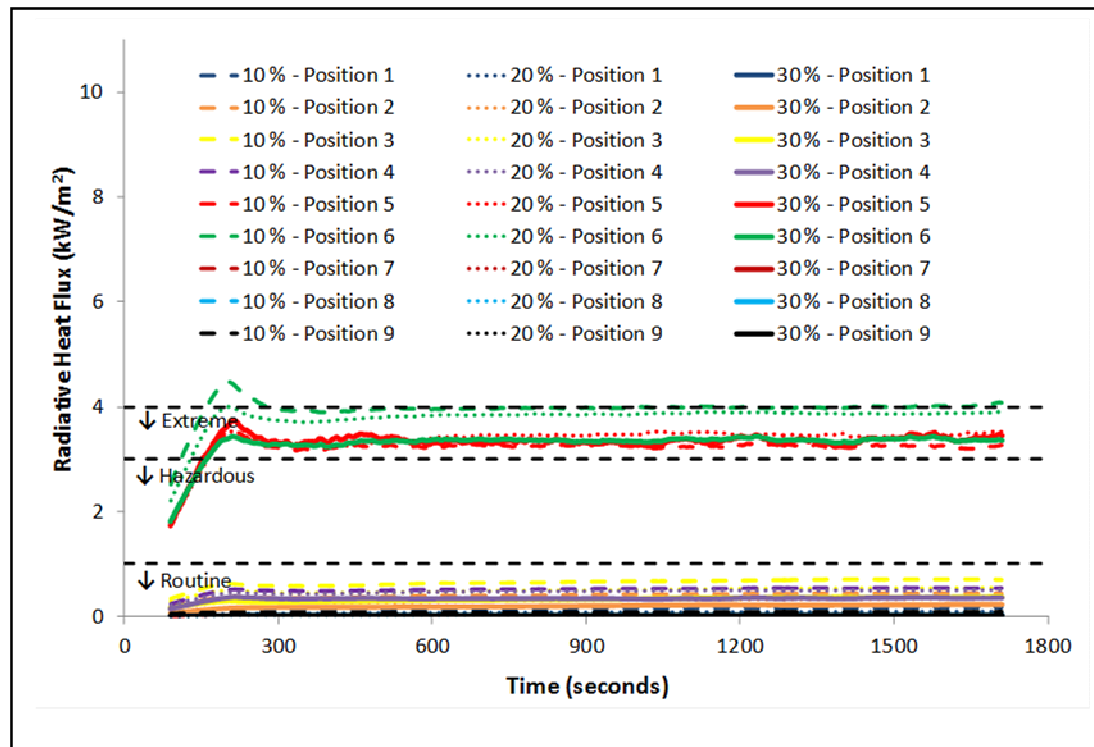 10% - Position 1 20% - Position 1 30% - Position 1
10% - Position 2 20% - Position 2 30% - Position 2
10% - Position 3 20% - Position 3 30% - Position 3
10% - Position 4 20% - Position 4 30% - Position 4
10% - Position 5 20% - Position 5 30% - Position 5
10% - Position 6 20% - Position 6 30% - Position 6
10% - Position 7 20% - Position 7 30% - Position 7
10% - Position 8 20% - Position 8 30% - Position 8
10% - Position 9 20% - Position 9 30% - Position 9
Radiative Heat Flux (kW/m²)
10
8
6
4
2
0
↓ Extreme
↓ Hazardous
↓ Routine
0 300 600 900 1200 1500 1800
Time (seconds)